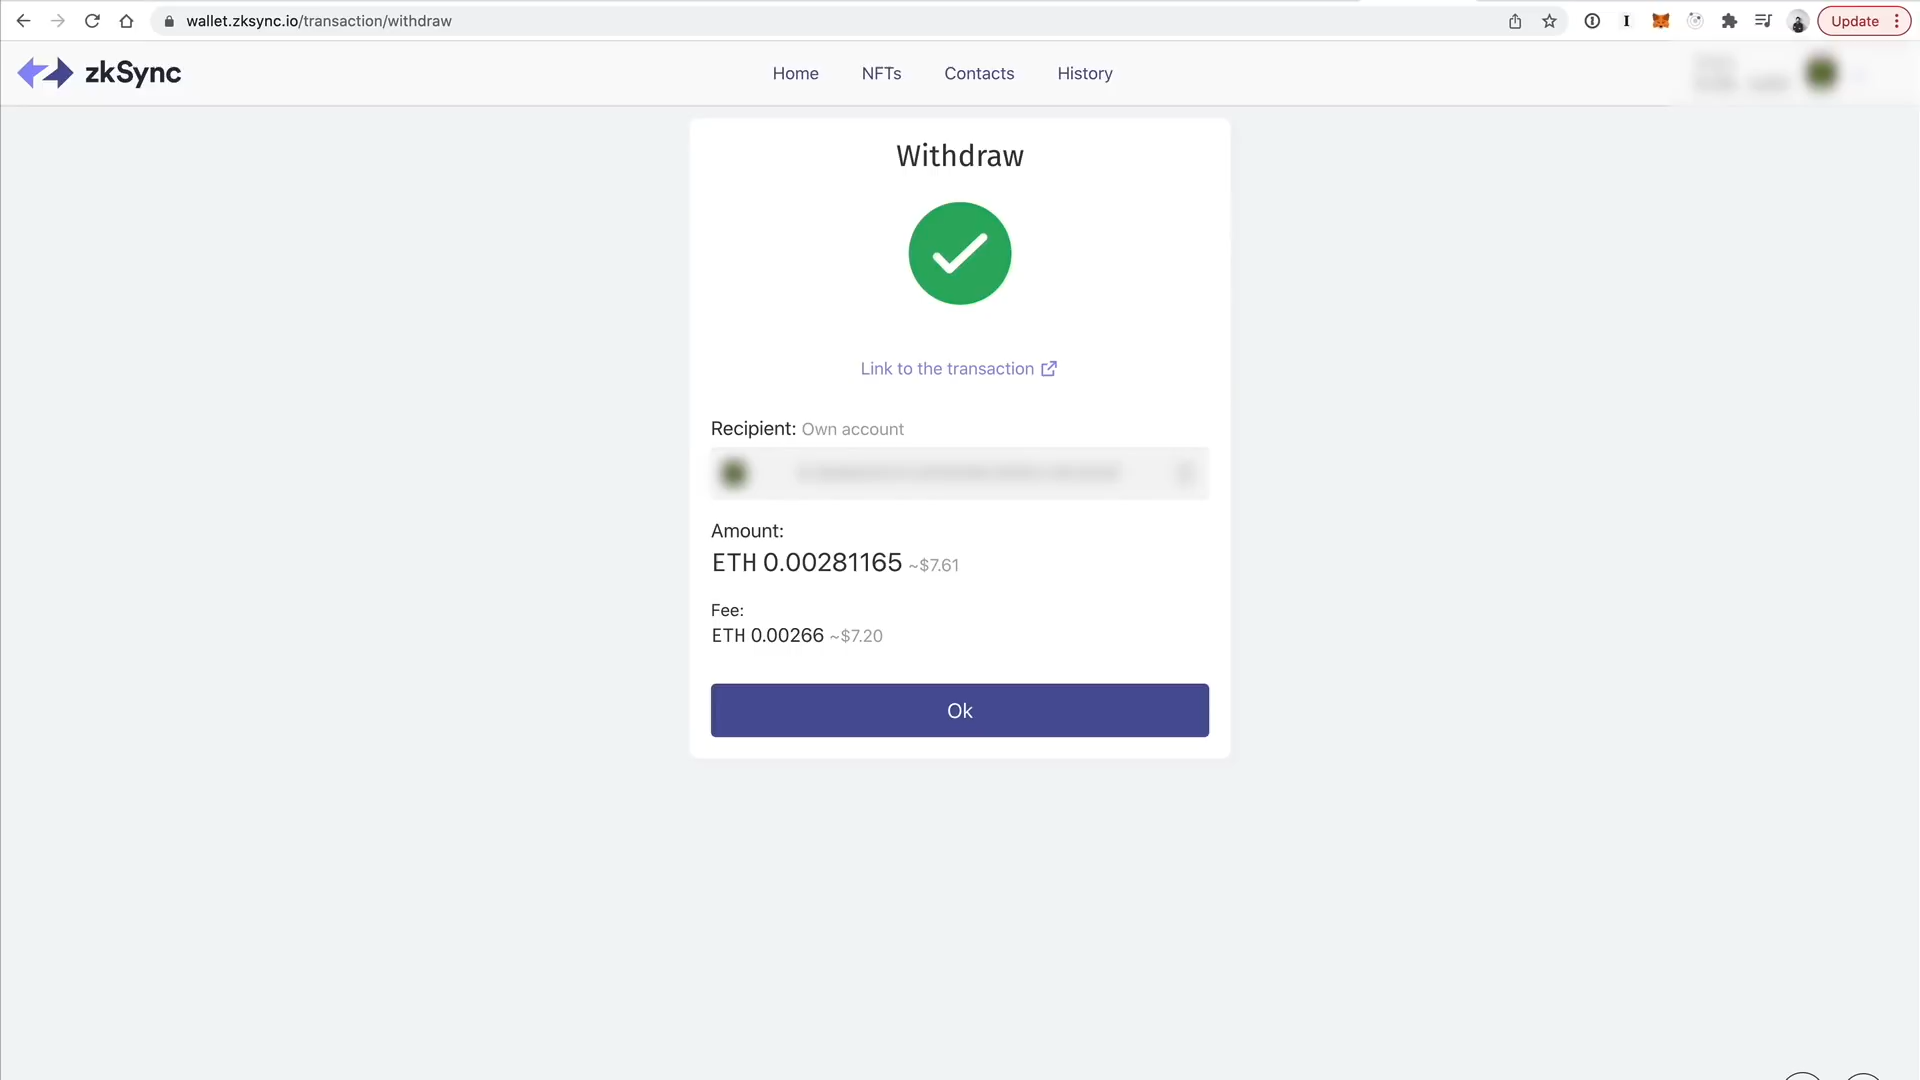 wallet.zksync.io/transaction/withdraw
Update
zkSync
Home NFTs Contacts History
Withdraw
Link to the transaction
Recipient: Own account
Amount:
ETH 0.00281165 ~$7.61
Fee:
ETH 0.00266 ~$7.20
Ok